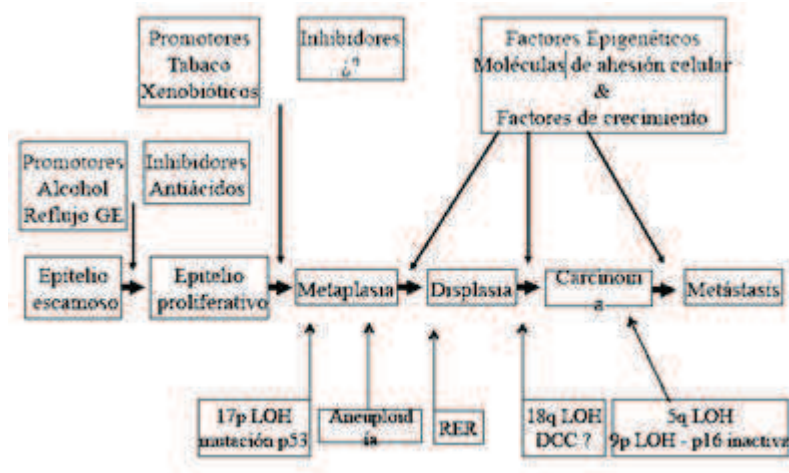 Promotores
Tabaco
Xenobióticos
Inhibidores
¿?
Factores Epigenéticos
Moléculas de ahesión celular
&
Factores de crecimiento
Promotores
Alcohol
Reflujo GE
Inhibidores
Antiácidos
Epitelio
escamoso
Epitelio
proliferativo
Metaplasia
Displasia
Carcinom
a
Metástasis
17p LOH
mutación p53
Aneuploid
ía
RER
18q LOH
DCC ?
5q LOH
9p LOH - p16 inactiva